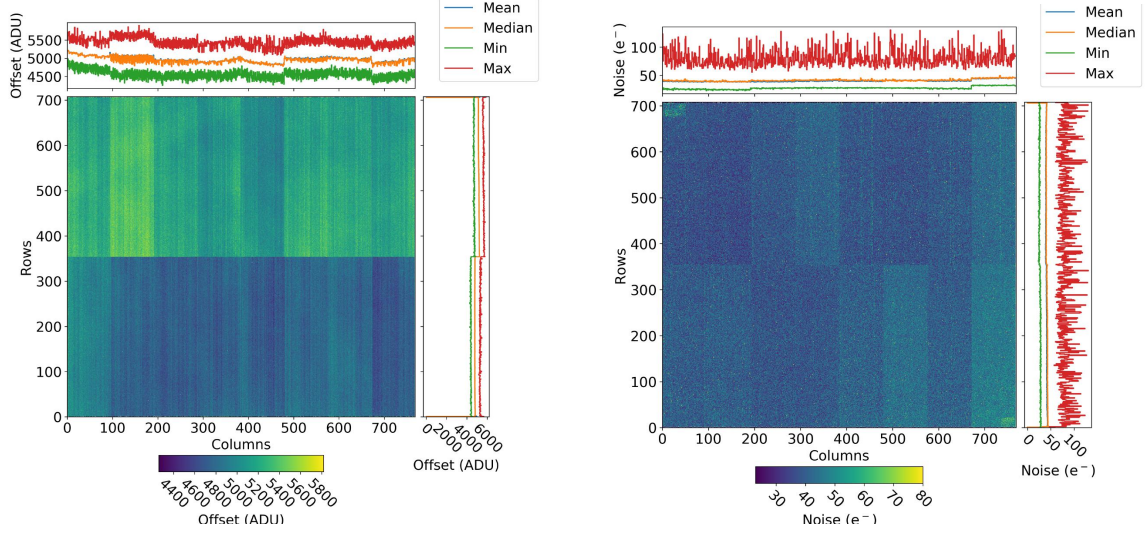 Mean
Median
Min
Max
Offset (ADU)
5500
5000
4500
Rows
700
600
500
400
300
200
100
0
0 100 200 300 400 500 600 700
Columns
0 2000 4000 6000
Offset (ADU)
4400 4600 4800 5000 5200 5400 5600 5800
Offset (ADU)
Mean
Median
Min
Max
Noise (e⁻)
100
50
Rows
700
600
500
400
300
200
100
0
0 100 200 300 400 500 600 700
Columns
0 50 100
Noise (e⁻)
30 40 50 60 70 80
Noise (e⁻)